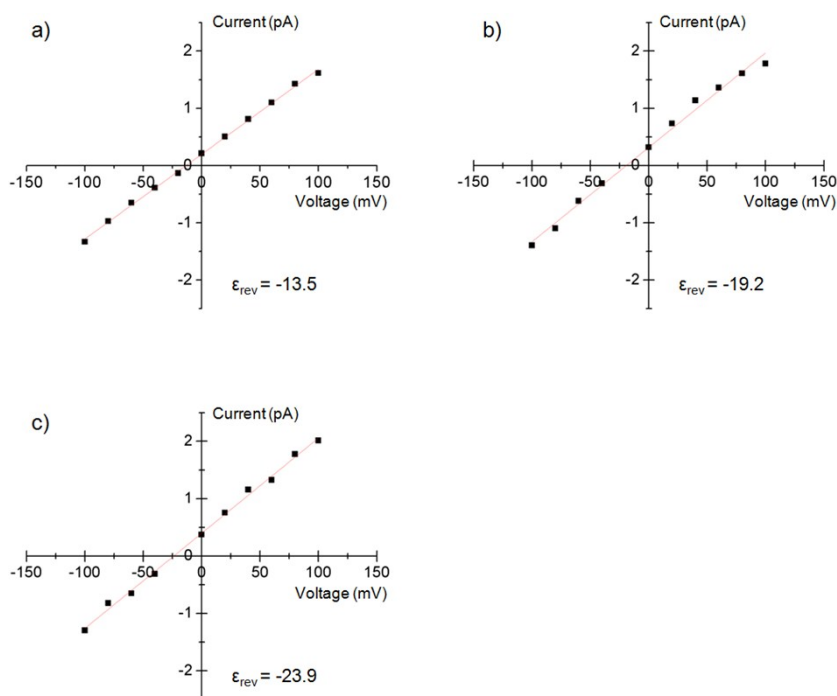 a)
Current (pA)
2
1
0
-150 -100 -50 0 50 100 150
Voltage (mV)
-1
-2
εrev = -13.5
b)
Current (pA)
2
1
0
-150 -100 -50 0 50 100 150
Voltage (mV)
-1
-2
εrev = -19.2
c)
Current (pA)
2
1
0
-150 -100 -50 0 50 100 150
Voltage (mV)
-1
-2
εrev = -23.9